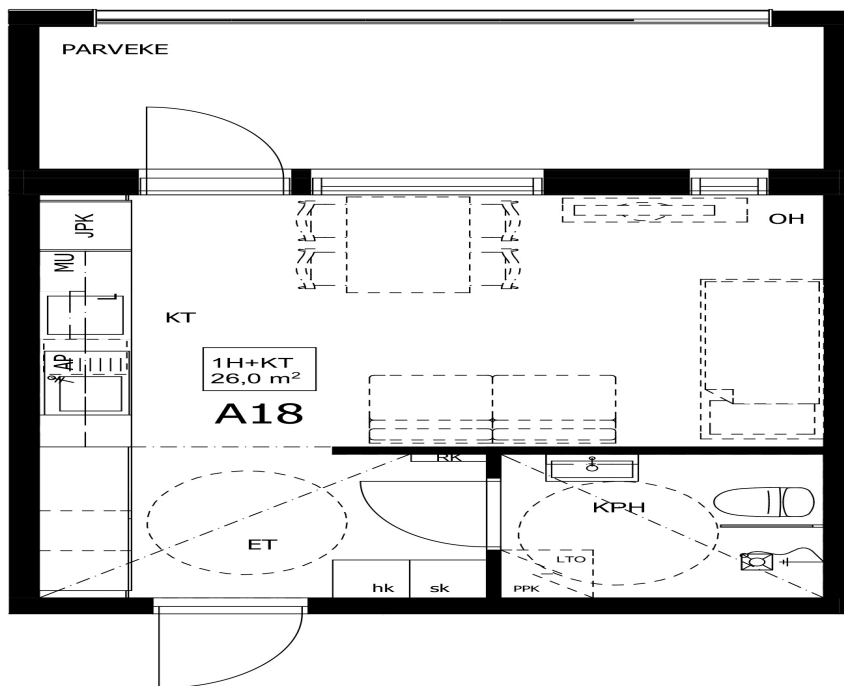 PARVEKE
JPK
OH
MU
L
KT
1H+KT
26,0 m²
AP
A18
RK
KPH
ET
LTO
hk
sk
PPK